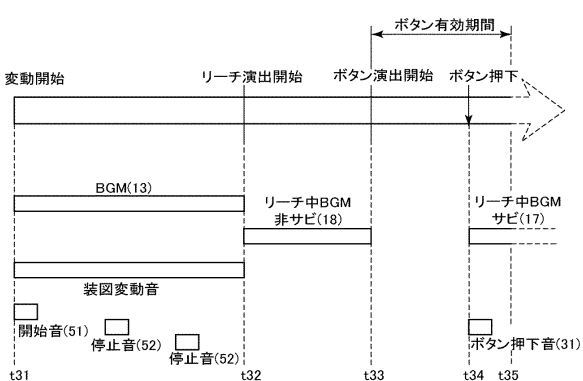 ボタン有効期間
変動開始
リーチ演出開始
ボタン演出開始
ボタン押下
BGM(13)
リーチ中BGM
非サビ(18)
リーチ中BGM
サビ(17)
装図変動音
開始音(51)
停止音(52)
停止音(52)
ボタン押下音(31)
t31
t32
t33
t34
t35